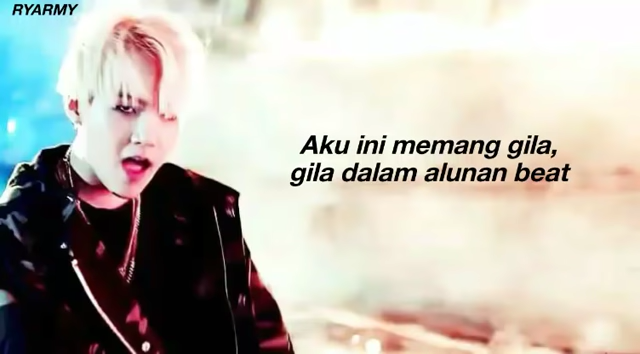 RYARMY
Aku ini memang gila,
gila dalam alunan beat